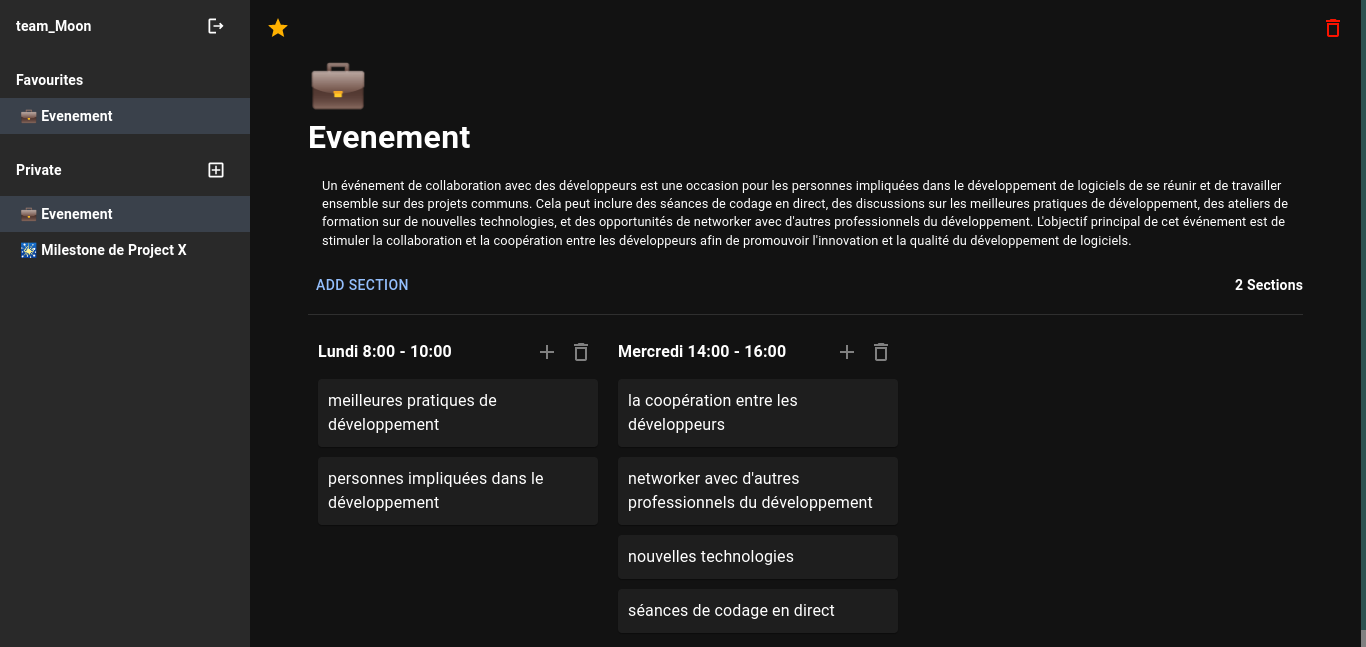 team_Moon
Favourites
Evenement
Private
Evenement
Milestone de Project X
Evenement
Un événement de collaboration avec des développeurs est une occasion pour les personnes impliquées dans le développement de logiciels de se réunir et de travailler
ensemble sur des projets communs. Cela peut inclure des séances de codage en direct, des discussions sur les meilleures pratiques de développement, des ateliers de
formation sur de nouvelles technologies, et des opportunités de networker avec d'autres professionnels du développement. L'objectif principal de cet événement est de
stimuler la collaboration et la coopération entre les développeurs afin de promouvoir l'innovation et la qualité du développement de logiciels.
ADD SECTION
2 Sections
Lundi 8:00 - 10:00
meilleures pratiques de
développement
personnes impliquées dans le
développement
Mercredi 14:00 - 16:00
la coopération entre les
développeurs
networker avec d'autres
professionnels du développement
nouvelles technologies
séances de codage en direct